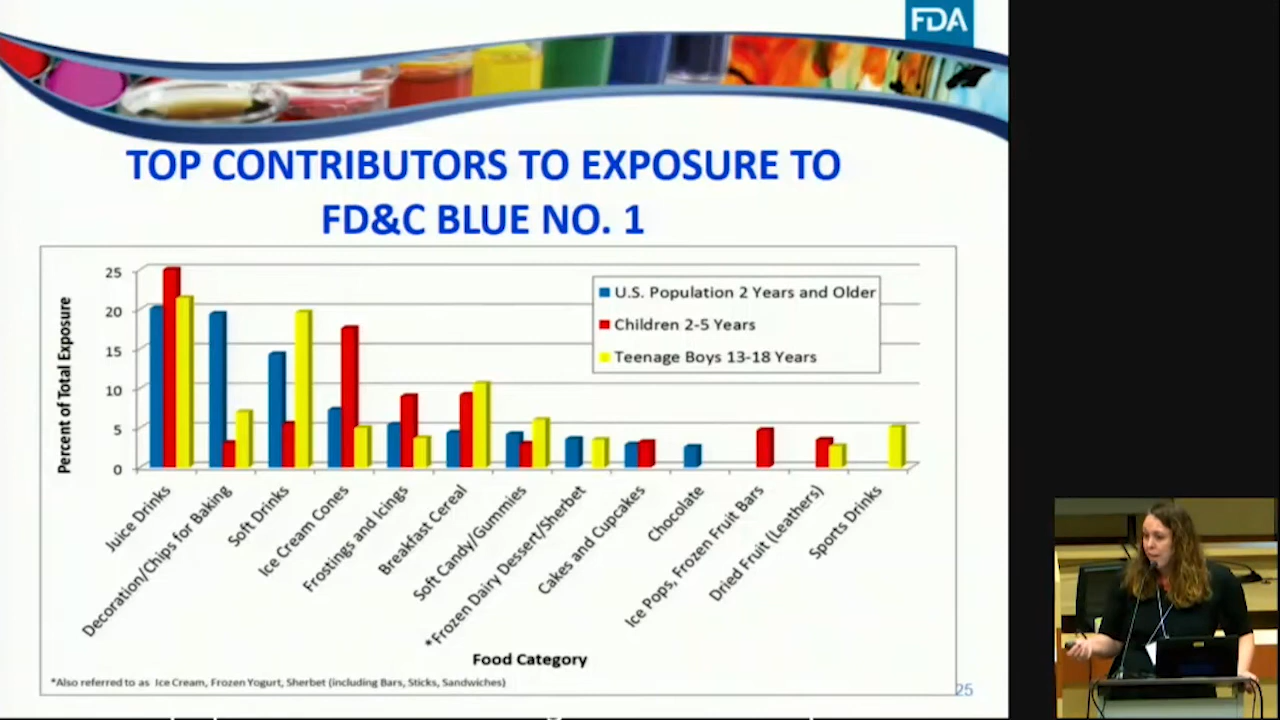 FDA
TOP CONTRIBUTORS TO EXPOSURE TO
FD&C BLUE NO. 1
Percent of Total Exposure
25
20
15
10
5
0
U.S. Population 2 Years and Older
Children 2-5 Years
Teenage Boys 13-18 Years
Juice Drinks
Decoration/Chips for Baking
Soft Drinks
Ice Cream Cones
Frostings and Icings
Breakfast Cereal
Soft Candy/Gummies
*Frozen Dairy Dessert/Sherbet
Cakes and Cupcakes
Chocolate
Ice Pops, Frozen Fruit Bars
Dried Fruit (Leathers)
Sports Drinks
Food Category
*Also referred to as Ice Cream, Frozen Yogurt, Sherbet (including Bars, Sticks, Sandwiches)
25